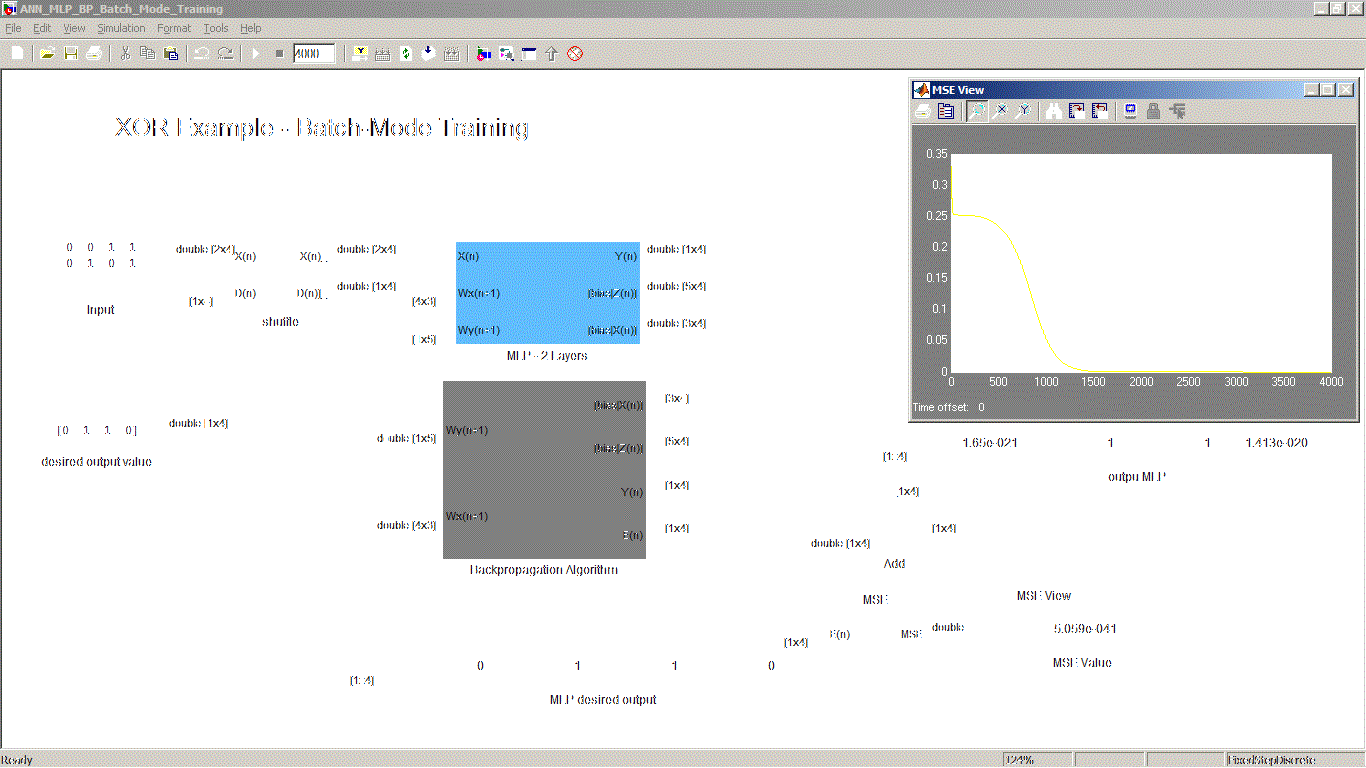 ANN_MLP_BP_Batch_Mode_Training
File Edit View Simulation Format Tools Help
4000
XOR Example - Batch-Mode Training
MSE View
0.35
0.3
0.25
0.2
0.15
0.1
0.05
0
0 500 1000 1500 2000 2500 3000 3500 4000
Time offset: 0
0 0 1 1
0 1 0 1
Input
double [2x4]
X(n) X(n)
double [2x4]
D(n) D(n)
double [1x4]
shuffle
[4x3]
[1x5]
X(n) Y(n)
Wx(n+1) [bias|Z(n)]
Wy(n+1) [bias|X(n)]
double [1x4]
double [5x4]
double [3x4]
MLP - 2 Layers
[0 1 1 0]
double [1x4]
desired output value
double [1x5]
double [4x3]
[bias|X(n)]
Wy(n+1)
[bias|Z(n)]
Y(n)
Wx(n+1)
E(n)
[5x4]
[1x4]
[1x4]
Backpropagation Algorithm
1.65e-021 1 1 1.413e-020
outpu MLP
[1x4]
double [1x4]
Add
MSE
MSE View
[1x4]
E(n) MSE
double
5.059e-041
MSE Value
0 1 1 0
MLP desired output
Ready
124%
FixedStepDiscrete